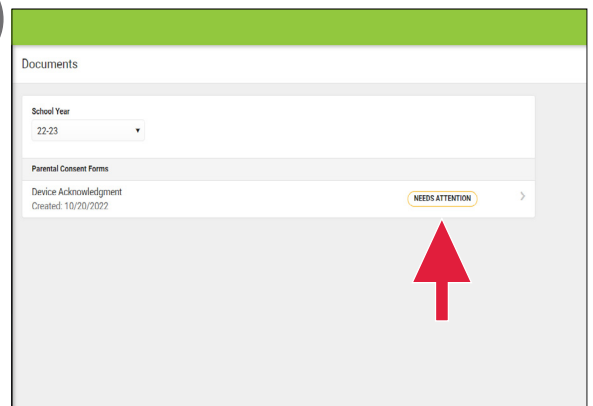 Documents
School Year
22-23
Parental Consent Forms
Device Acknowledgment
NEEDS ATTENTION
Created: 10/20/2022